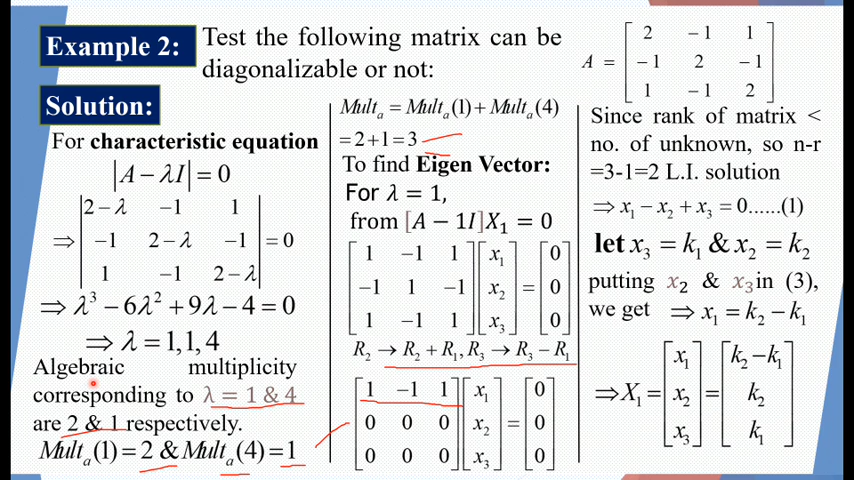 Example 2:
Test the following matrix can be
diagonalizable or not:
A = [ 2 −1 1 ]
[ −1 2 −1 ]
[ 1 −1 2 ]
Solution:
For characteristic equation
|A − λI| = 0
⇒ | 2−λ −1 1 |
| −1 2−λ −1 | = 0
| 1 −1 2−λ |
⇒ λ³ − 6λ² + 9λ − 4 = 0
⇒ λ = 1,1,4
Algebraic multiplicity
corresponding to λ = 1 & 4
are 2 & 1 respectively.
Multₐ(1) = 2 & Multₐ(4) = 1
Multₐ = Multₐ(1) + Multₐ(4)
= 2 + 1 = 3
To find Eigen Vector:
For λ = 1,
from [A − 1I]X₁ = 0
[ 1 −1 1 ] [ x₁ ] [ 0 ]
[ −1 1 −1 ] [ x₂ ] = [ 0 ]
[ 1 −1 1 ] [ x₃ ] [ 0 ]
R₂ → R₂ + R₁, R₃ → R₃ − R₁
[ 1 −1 1 ] [ x₁ ] [ 0 ]
[ 0 0 0 ] [ x₂ ] = [ 0 ]
[ 0 0 0 ] [ x₃ ] [ 0 ]
Since rank of matrix <
no. of unknown, so n-r
=3-1=2 L.I. solution
⇒ x₁ − x₂ + x₃ = 0......(1)
let x₃ = k₁ & x₂ = k₂
putting x₂ & x₃ in (3),
we get ⇒ x₁ = k₂ − k₁
[ x₁ ] [ k₂ − k₁ ]
⇒ X₁ = [ x₂ ] = [ k₂ ]
[ x₃ ] [ k₁ ]